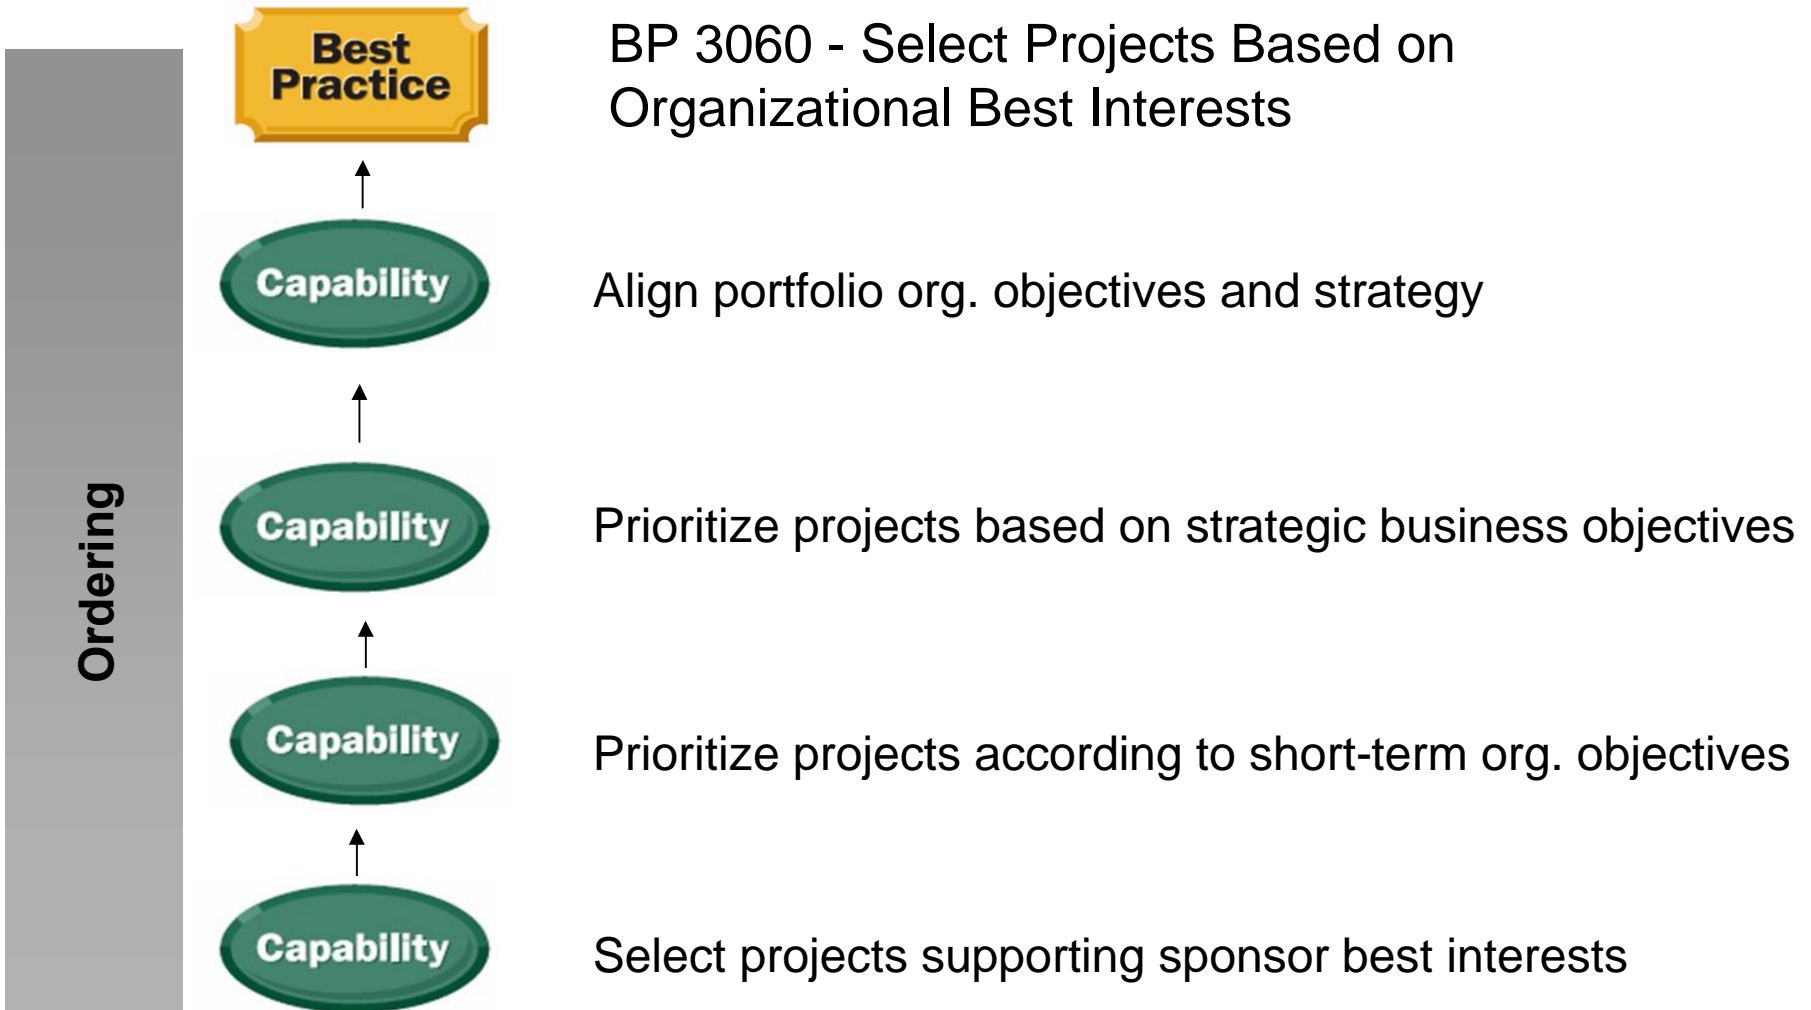 Best
Practice
BP 3060 - Select Projects Based on
Organizational Best Interests
Capability
Align portfolio org. objectives and strategy
Capability
Prioritize projects based on strategic business objectives
Ordering
Capability
Prioritize projects according to short-term org. objectives
Capability
Select projects supporting sponsor best interests